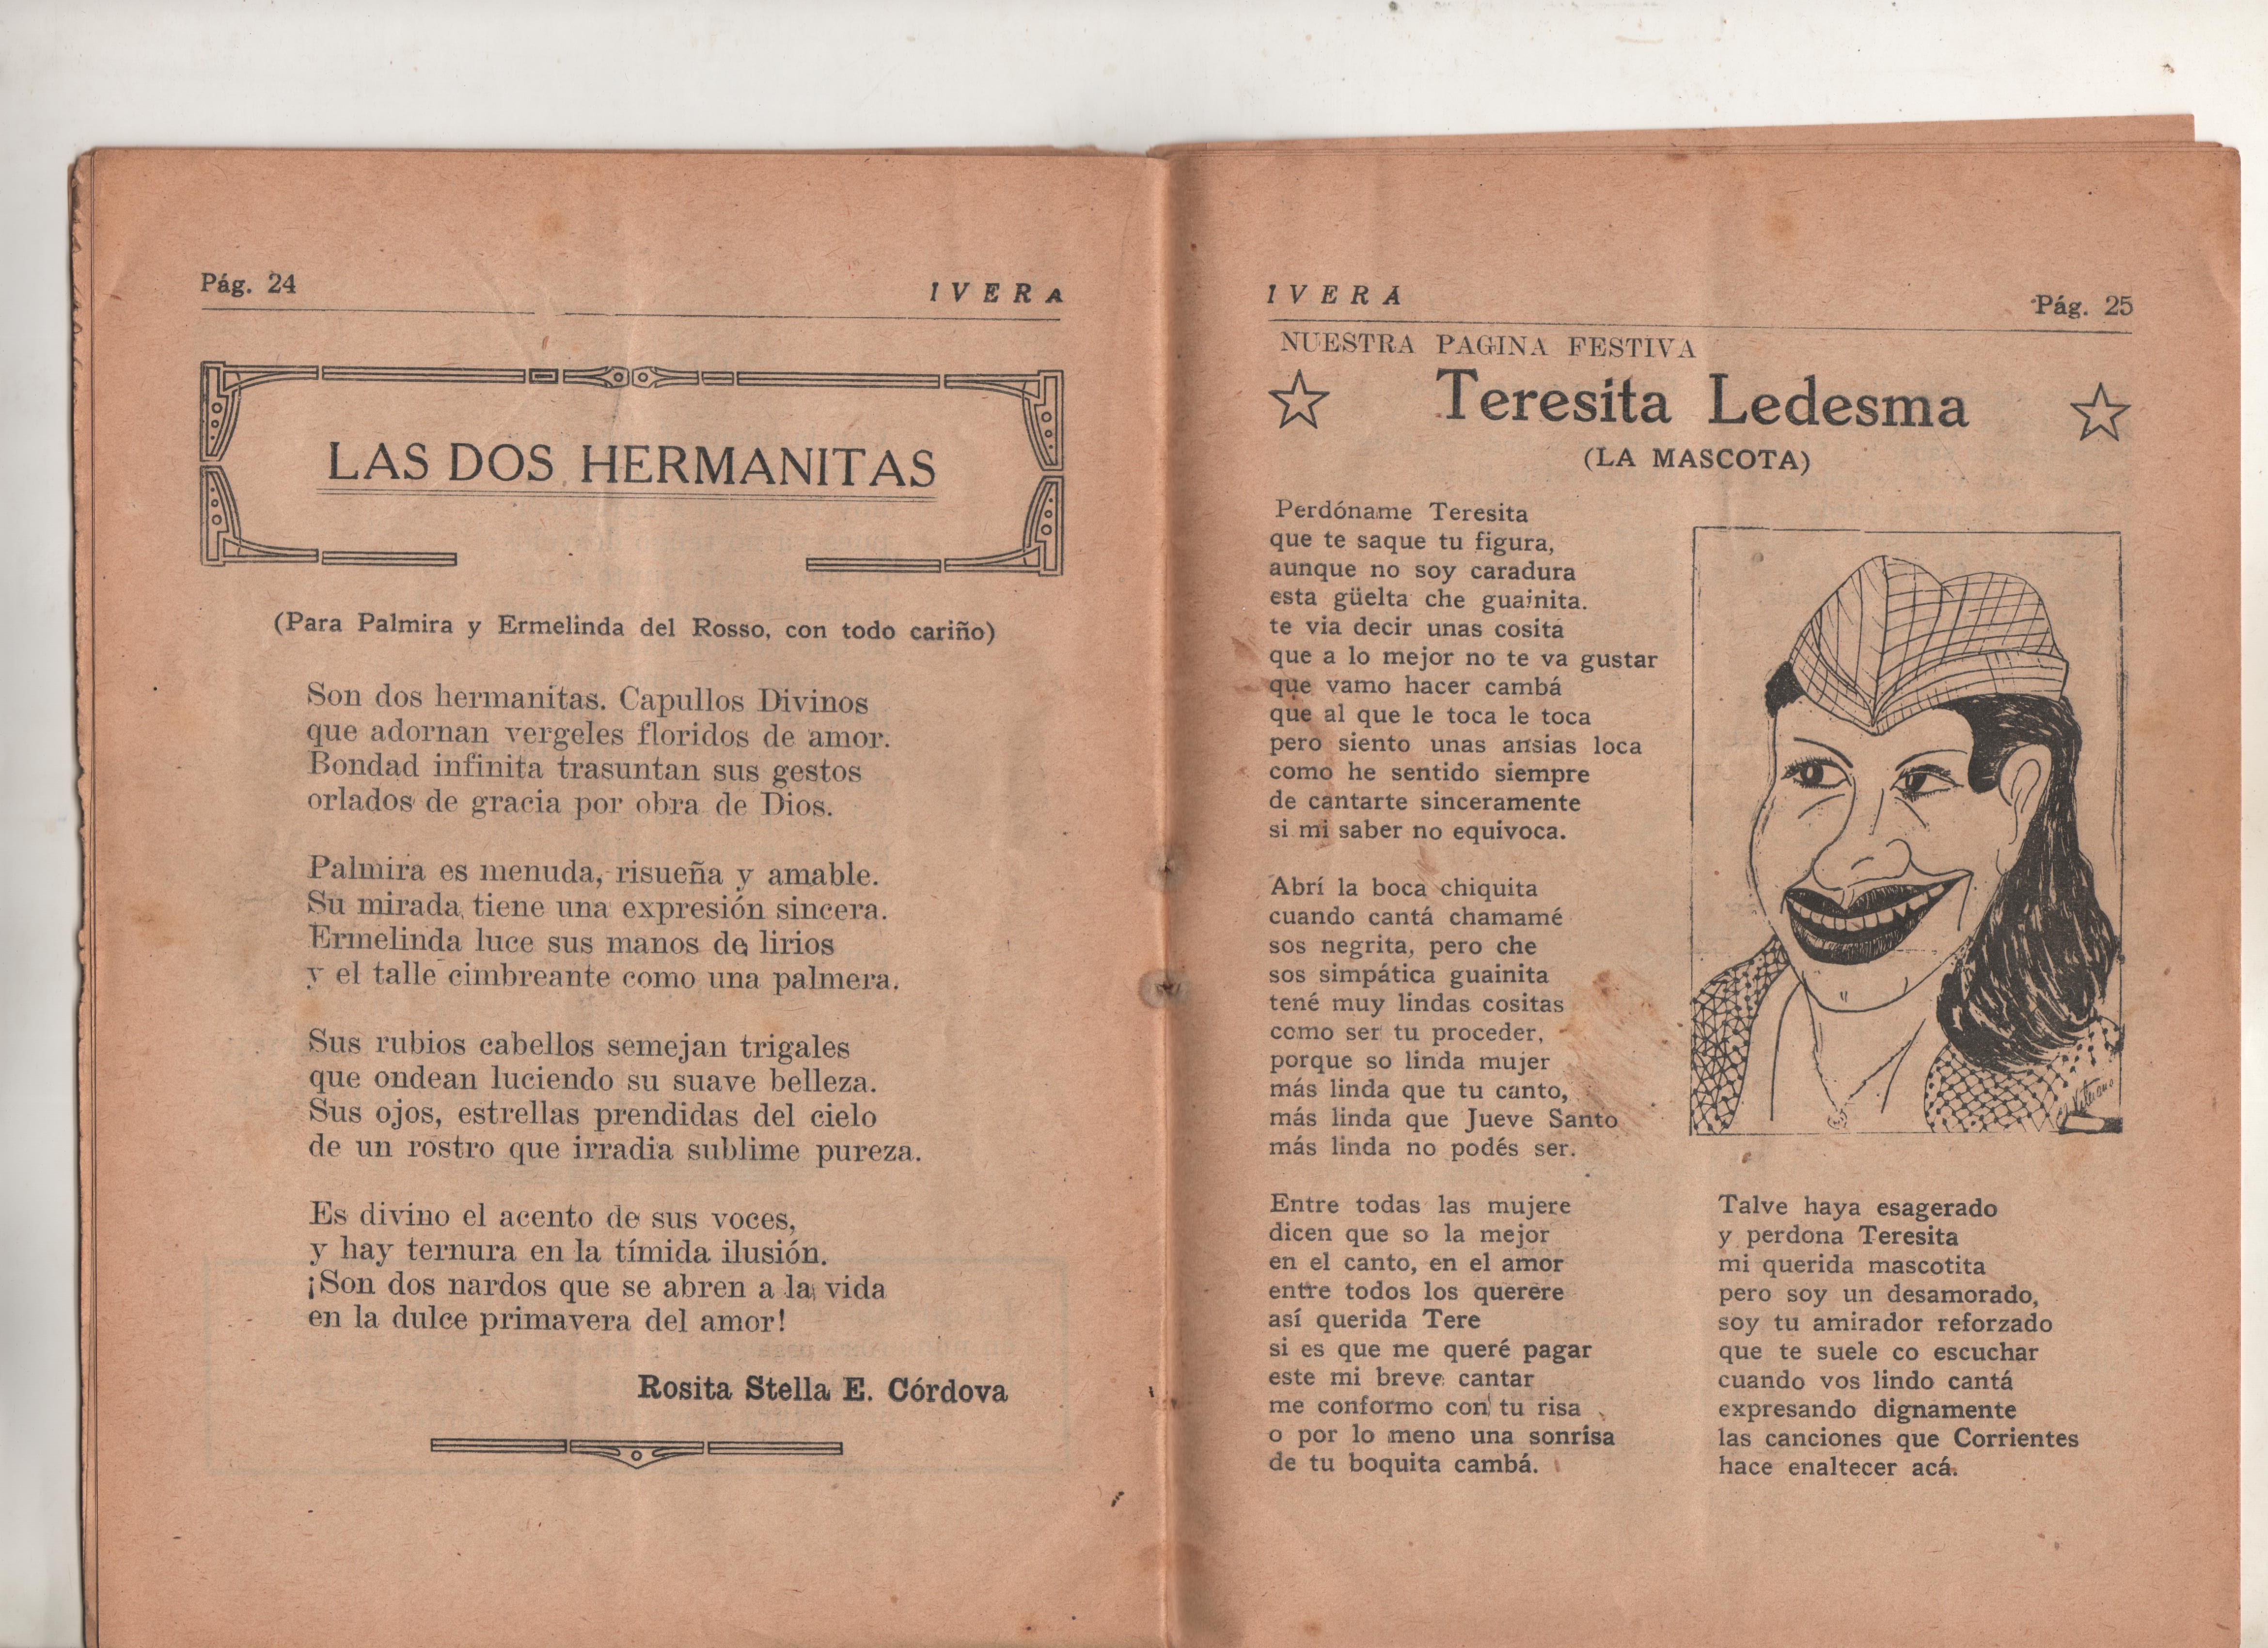 Pág. 24
IVERA
LAS DOS HERMANITAS
(Para Palmira y Ermelinda del Rosso, con todo cariño)
Son dos hermanitas. Capullos Divinos
que adornan vergeles floridos de amor.
Bondad infinita trasuntan sus gestos
orlados de gracia por obra de Dios.
Palmira es menuda, risueña y amable.
Su mirada tiene una expresión sincera.
Ermelinda luce sus manos de lirios
y el talle cimbreante como una palmera.
Sus rubios cabellos semejan trigales
que ondean luciendo su suave belleza.
Sus ojos, estrellas prendidas del cielo
de un rostro que irradia sublime pureza.
Es divino el acento de sus voces,
y hay ternura en la tímida ilusión.
¡Son dos nardos que se abren a la vida
en la dulce primavera del amor!
Rosita Stella E. Córdova
IVERÁ
Pág. 25
NUESTRA PAGINA FESTIVA
Teresita Ledesma
(LA MASCOTA)
Perdóname Teresita
que te saque tu figura,
aunque no soy caradura
esta güelta che guainita.
te via decir unas cosita
que a lo mejor no te va gustar
que vamo hacer cambá
que al que le toca le toca
pero siento unas ansias loca
como he sentido siempre
de cantarte sinceramente
si mi saber no equivoca.
Abrí la boca chiquita
cuando cantá chamamé
sos negrita, pero che
sos simpática guainita
tené muy lindas cositas
como ser tu proceder,
porque so linda mujer
más linda que tu canto,
más linda que Jueve Santo
más linda no podés ser.
Entre todas las mujere
dicen que so la mejor
en el canto, en el amor
entre todos los querere
así querida Tere
si es que me queré pagar
este mi breve cantar
me conformo con tu risa
o por lo meno una sonrisa
de tu boquita cambá.
Talve haya esagerado
y perdona Teresita
mi querida mascotita
pero soy un desamorado,
soy tu amirador reforzado
que te suele co escuchar
cuando vos lindo cantá
expresando dignamente
las canciones que Corrientes
hace enaltecer acá.